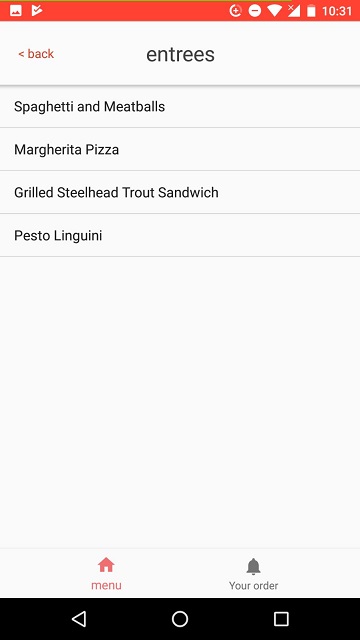 10:31
< back
entrees
Spaghetti and Meatballs
Margherita Pizza
Grilled Steelhead Trout Sandwich
Pesto Linguini
menu
Your order